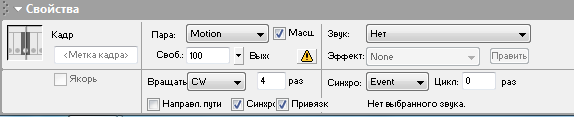 Свойства
Кадр Пара: Motion Масш Звук: Нет
<Метка кадра> Своб.: 100 Выхо Эффект: None Править
Якорь Вращать: CW 4 раз Синхро: Event Цикл: 0 раз
Направл. пути Синхро Привязк Нет выбранного звука.